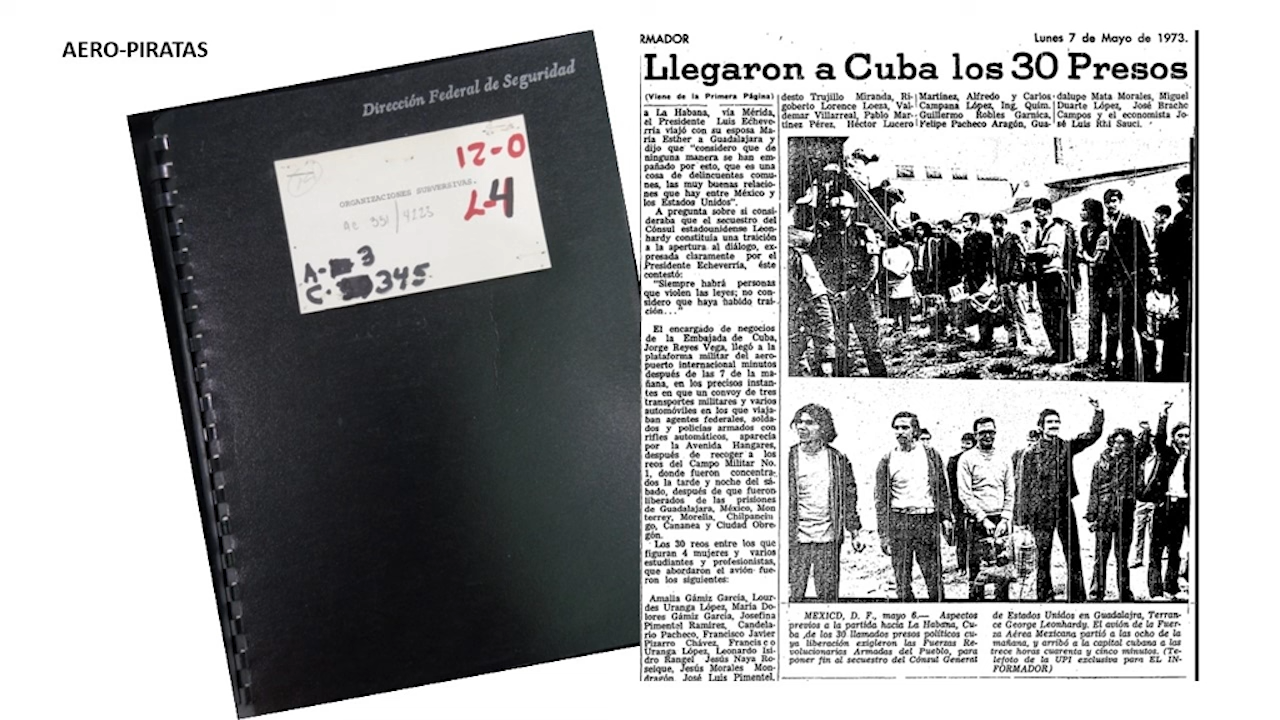 AERO-PIRATAS
Dirección Federal de Seguridad
12-0
ORGANIZACIONES SUBVERSIVAS.
L-4
A- 3
C- 345
RMADOR
Lunes 7 de Mayo de 1973.
Llegaron a Cuba los 30 Presos
(Viene de la Primera Página)
a La Habana, vía Mérida,
el Presidente Luis Echeve-
rría viajó con su esposa Ma-
ría Esther a Guadalajara y
dijo que "considero que de
ninguna manera se han em-
pañado por esto, que es una
cosa de delincuentes comu-
nes, las muy buenas relacio-
nes que hay entre México y
los Estados Unidos".
A pregunta sobre si consi-
deraba que el secuestro del
Cónsul estadounidense Leon-
hardy constituía una traición
a la apertura al diálogo, ex-
presada claramente por el
Presidente Echeverría, éste
contestó:
"Siempre habrá personas
que violen las leyes; no con-
sidero que haya habido trai-
ción..."
El encargado de negocios
de la Embajada de Cuba,
Jorge Reyes Vega, llegó a la
plataforma militar del aero-
puerto internacional minutos
después de las 7 de la ma-
ñana, en los precisos instan-
tes en que un convoy de tres
transportes militares y varios
automóviles en los que viaja-
ban agentes federales, solda-
dos y policías armados con
rifles automáticos, aparecía
por la Avenida Hangares,
después de recoger a los
reos del Campo Militar No.
1, donde fueron concentra-
dos la tarde y noche del sá-
bado, después de que fueron
liberados de las prisiones
de Guadalajara, México, Mon
terrey, Morelia, Chilpancin-
go, Cananea y Ciudad Obre-
gón.
Los 30 reos entre los que
figuran 4 mujeres y varios
estudiantes y profesionistas,
que abordaron el avión fue-
ron los siguientes:
Amalia Gámiz García, Lour-
des Uranga López, María Do-
lores Gámiz García, Josefina
Pimentel Ramírez, Candela-
rio Pacheco, Francisco Javier
Pizarro Chávez, Francisco
Uranga López, Leonardo Isi-
dro Rangel Jesús Naya Ro-
seique, Jesús Morales Mon-
dragón, José Luis Pimentel,
desto Trujillo Miranda, Ri-
goberto Lorence Loeza, Val-
demar Villarreal, Pablo Mar-
tínez Pérez, Héctor Lucero
Martínez, Alfredo y Carlos
Campana López, Ing. Quím.
Guillermo Robles Garnica,
Felipe Pacheco Aragón, Gua-
dalupe Mata Morales, Miguel
Duarte López, José Bracho
Campos y el economista Jo-
sé Luis Rhi Sauci.
MEXICO, D. F., mayo 6.— Aspectos
previos a la partida hacia La Habana, Cu-
ba ,de los 30 llamados presos políticos cu-
ya liberación exigieron las Fuerzas Re-
volucionarias Armadas del Pueblo, para
poner fin al secuestro del Cónsul General
de Estados Unidos en Guadalajra, Terran-
ce George Leonhardy. El avión de la Fuer-
za Aérea Mexicana partió a las ocho de la
mañana, y arribó a la capital cubana a las
trece horas cuarenta y cinco minutos. (Te-
lefoto de la UPI exclusiva para EL IN-
FORMADOR)